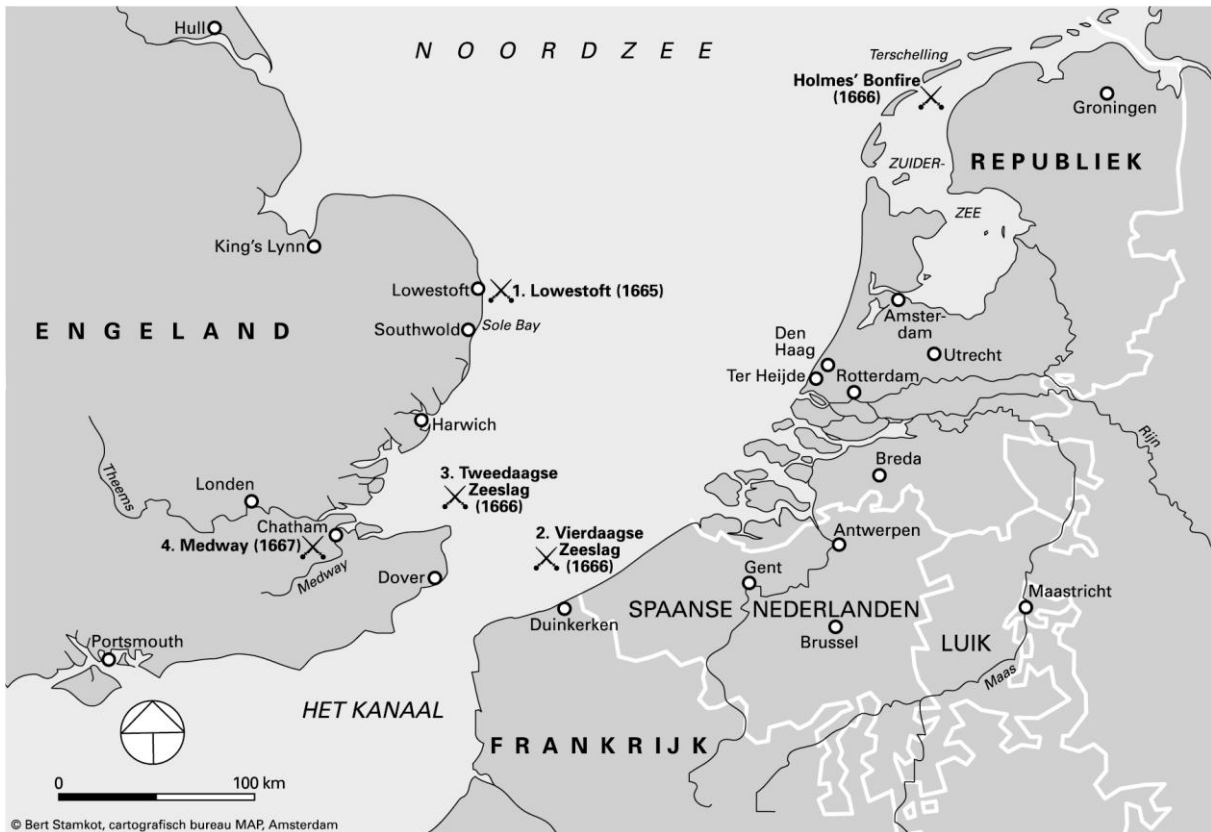 Hull
NOORDZEE
Terschelling
Holmes' Bonfire
(1666)
Groningen
REPUBLIEK
ZUIDER-
ZEE
King's Lynn
Lowestoft
1. Lowestoft (1665)
ENGELAND
Southwold
Sole Bay
Amster-
dam
Den
Haag
Utrecht
Ter Heijde
Rotterdam
Harwich
Rijn
Breda
Theems
Londen
3. Tweedaagse
Zeeslag
(1666)
Chatham
4. Medway (1667)
Medway
2. Vierdaagse
Zeeslag
(1666)
Antwerpen
Dover
Gent
Maastricht
Duinkerken
SPAANSE NEDERLANDEN
Brussel
LUIK
Portsmouth
Maas
HET KANAAL
FRANKRIJK
0 100 km
© Bert Stamkot, cartografisch bureau MAP, Amsterdam